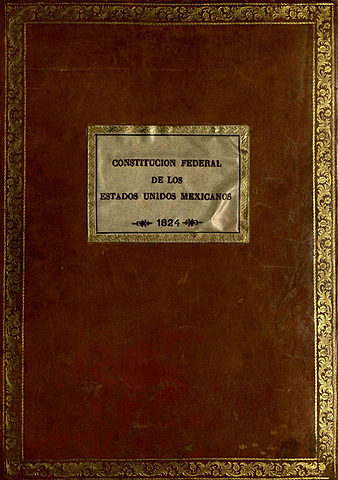 CONSTITUCION FEDERAL
DE LOS
ESTADOS UNIDOS MEXICANOS
1824